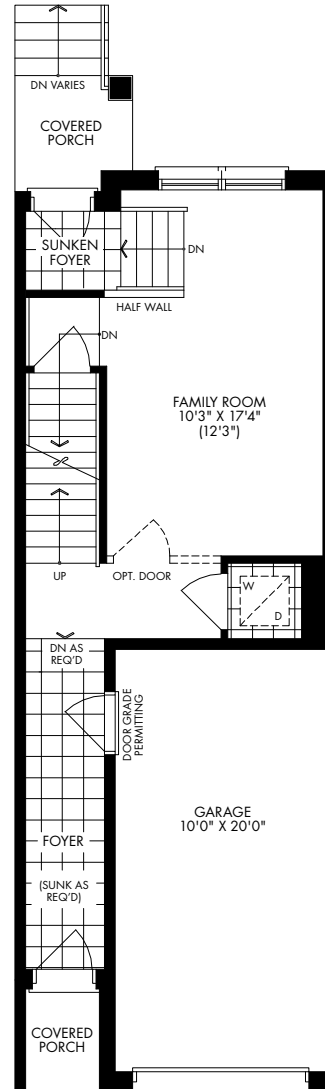 DN VARIES
COVERED
PORCH
SUNKEN
FOYER
DN
HALF WALL
DN
FAMILY ROOM
10'3" X 17'4"
(12'3")
UP
OPT. DOOR
W
D
DN AS
REQ'D
DOOR GRADE
PERMITTING
GARAGE
10'0" X 20'0"
FOYER
(SUNK AS
REQ'D)
COVERED
PORCH